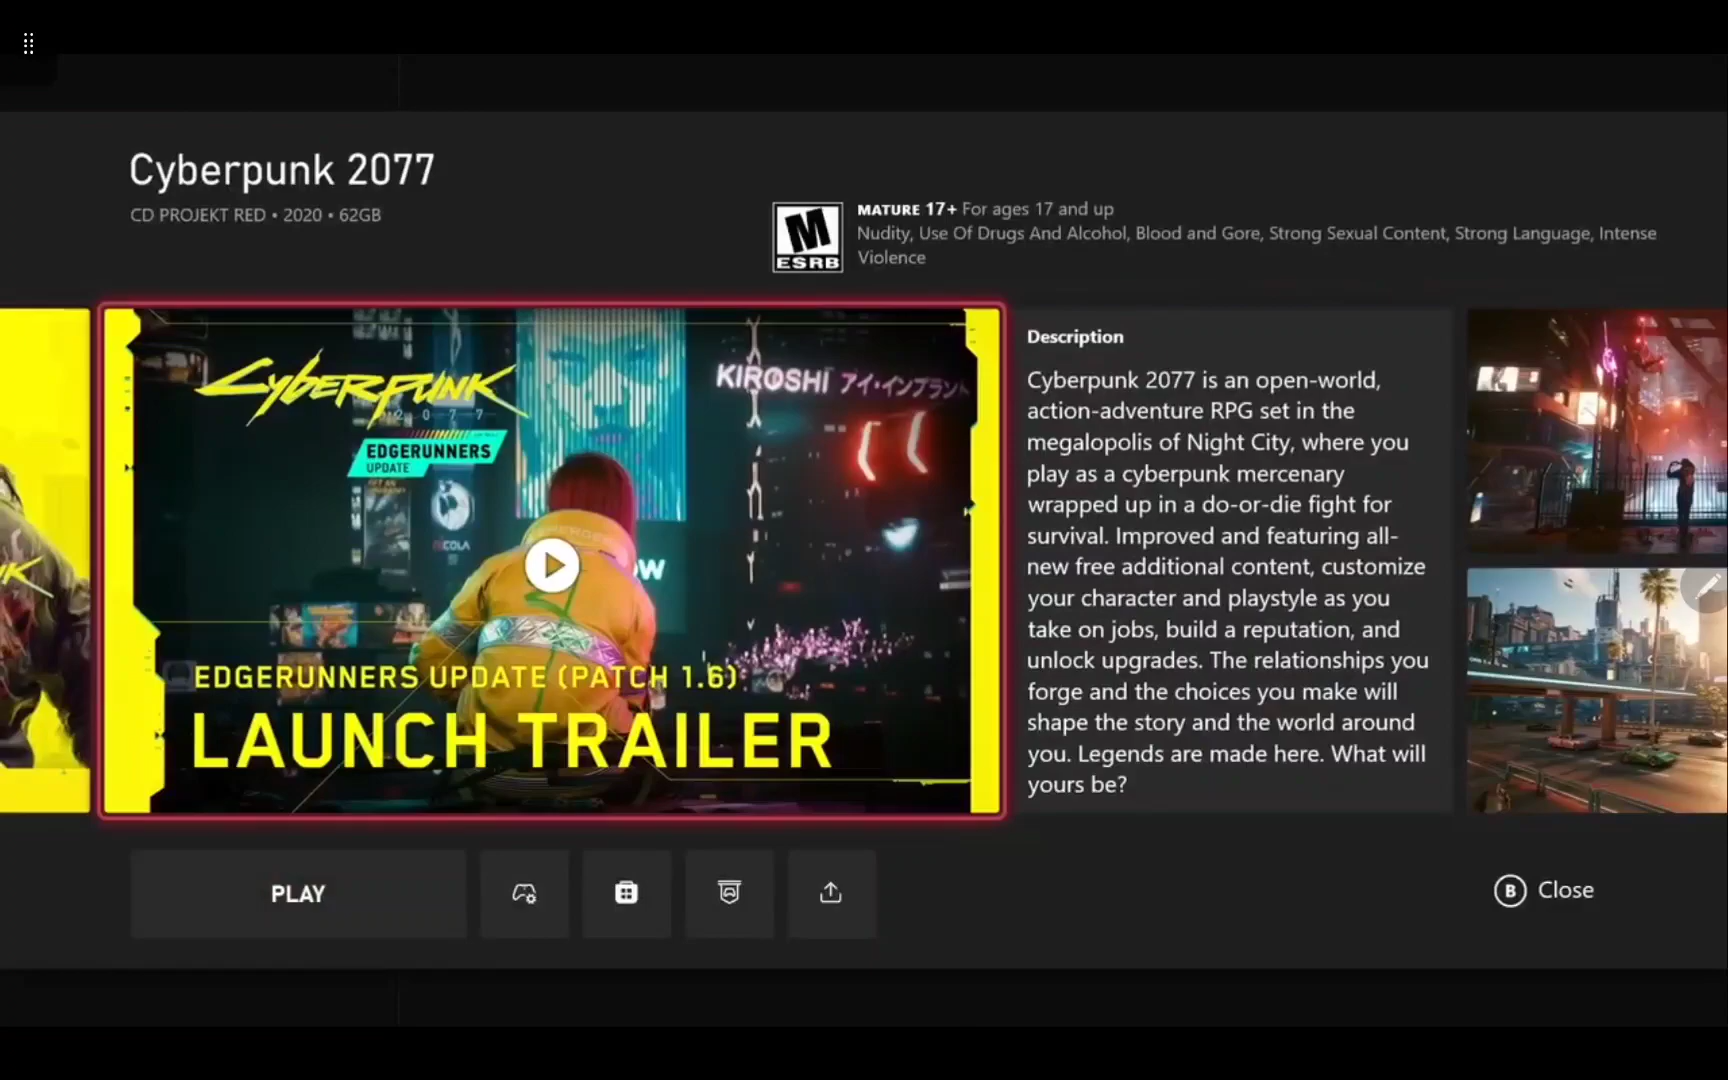 Cyberpunk 2077
CD PROJEKT RED • 2020 • 62GB
M
ESRB
MATURE 17+ For ages 17 and up
Nudity, Use Of Drugs And Alcohol, Blood and Gore, Strong Sexual Content, Strong Language, Intense
Violence
CYBERPUNK
2077
EDGERUNNERS
UPDATE
KIROSHI アイ・インプラント
EDGERUNNERS UPDATE (PATCH 1.6)
LAUNCH TRAILER
Description
Cyberpunk 2077 is an open-world,
action-adventure RPG set in the
megalopolis of Night City, where you
play as a cyberpunk mercenary
wrapped up in a do-or-die fight for
survival. Improved and featuring all-
new free additional content, customize
your character and playstyle as you
take on jobs, build a reputation, and
unlock upgrades. The relationships you
forge and the choices you make will
shape the story and the world around
you. Legends are made here. What will
yours be?
PLAY
B Close